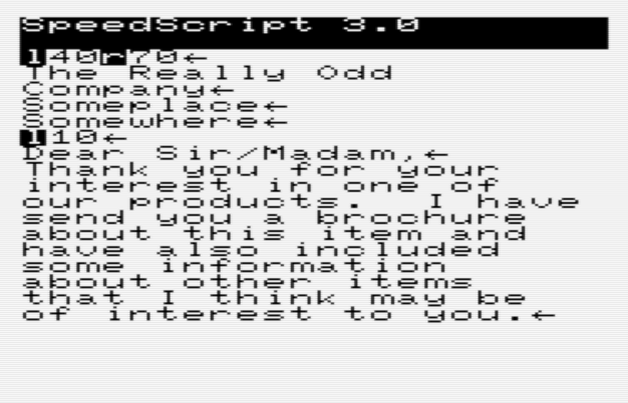 SpeedScript 3.0
l40r70←
The Really Odd
Company←
Someplace←
Somewhere←
l10←
Dear Sir/Madam,←
Thank you for your
interest in one of
our products.  I have
send you a brochure
about this item and
have also included
some information
about other items
that I think may be
of interest to you.←